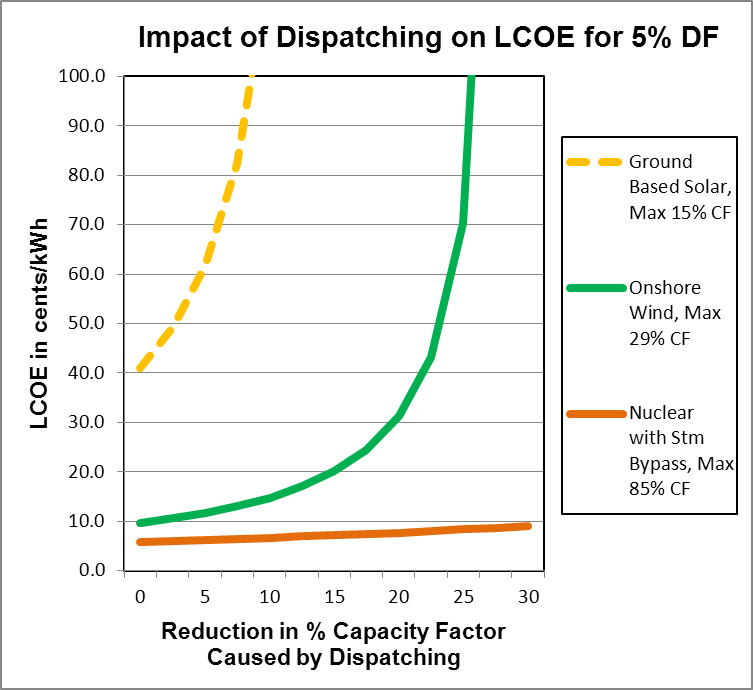 Impact of Dispatching on LCOE for 5% DF
100.0
90.0
80.0
70.0
60.0
50.0
40.0
30.0
20.0
10.0
0.0
LCOE in cents/kWh
0 5 10 15 20 25 30
Reduction in % Capacity Factor
Caused by Dispatching
Ground
Based Solar,
Max 15% CF
Onshore
Wind, Max
29% CF
Nuclear
with Stm
Bypass, Max
85% CF